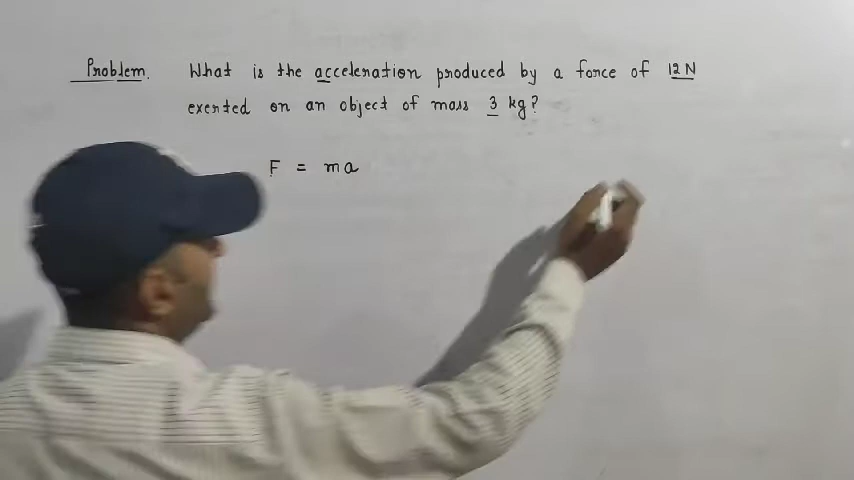 Problem. What is the acceleration produced by a force of 12 N
exerted on an object of mass 3 kg?
F = ma